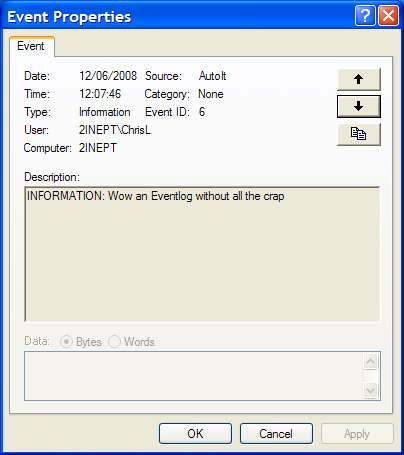 Event Properties
Event
Date: 12/06/2008 Source: AutoIt
Time: 12:07:46 Category: None
Type: Information Event ID: 6
User: 2INEPT\ChrisL
Computer: 2INEPT
Description:
INFORMATION: Wow an Eventlog without all the crap
Data: Bytes Words
OK Cancel Apply